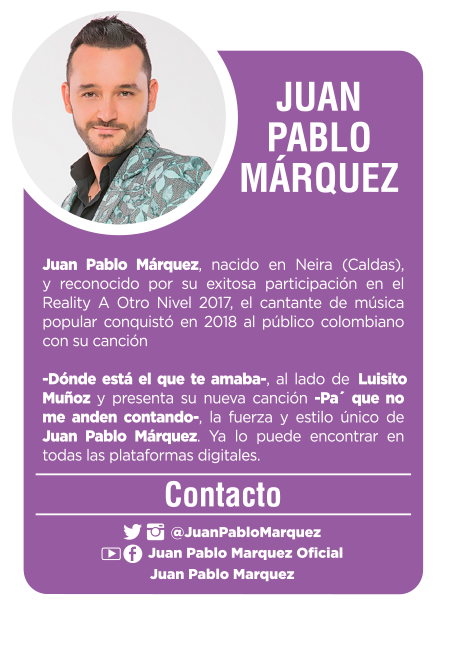 JUAN
PABLO
MÁRQUEZ
Juan Pablo Márquez, nacido en Neira (Caldas),
y reconocido por su exitosa participación en el
Reality A Otro Nivel 2017, el cantante de música
popular conquistó en 2018 al público colombiano
con su canción
-Dónde está el que te amaba-, al lado de Luisito
Muñoz y presenta su nueva canción -Pa´ que no
me anden contando-, la fuerza y estilo único de
Juan Pablo Márquez. Ya lo puede encontrar en
todas las plataformas digitales.
Contacto
@JuanPabloMarquez
Juan Pablo Marquez Oficial
Juan Pablo Marquez